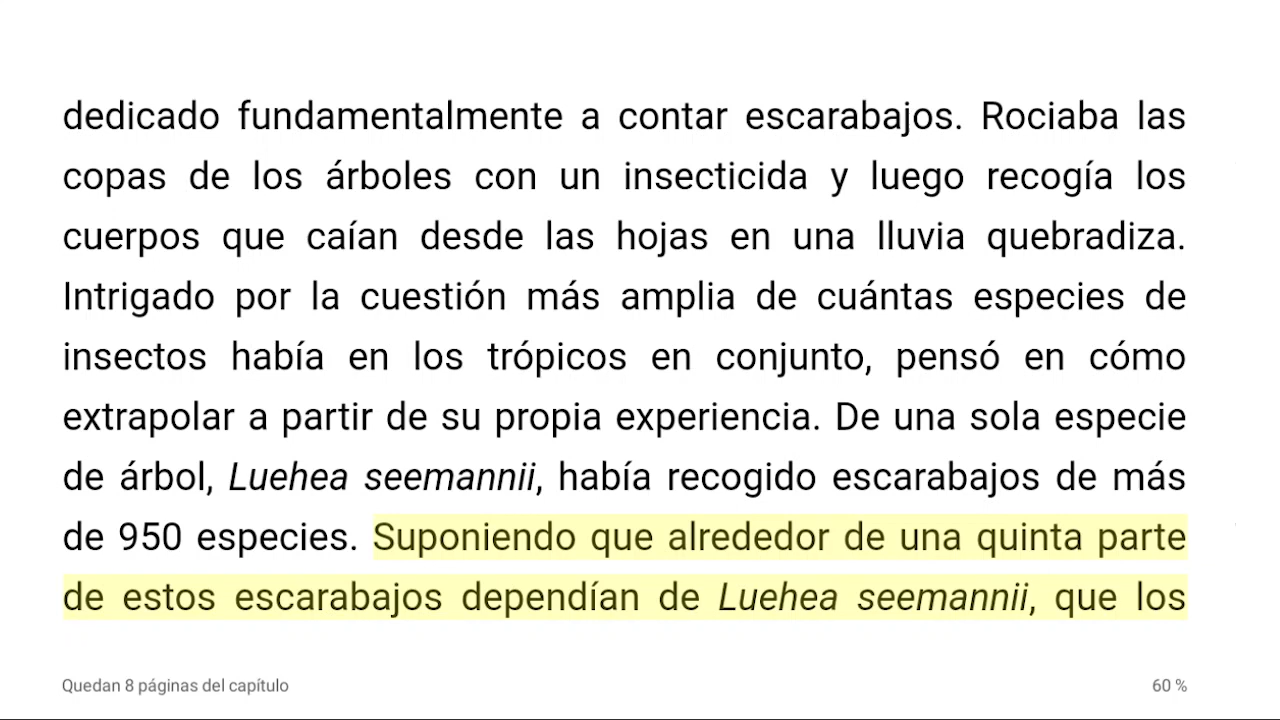 dedicado fundamentalmente a contar escarabajos. Rociaba las
copas de los árboles con un insecticida y luego recogía los
cuerpos que caían desde las hojas en una lluvia quebradiza.
Intrigado por la cuestión más amplia de cuántas especies de
insectos había en los trópicos en conjunto, pensó en cómo
extrapolar a partir de su propia experiencia. De una sola especie
de árbol, Luehea seemannii, había recogido escarabajos de más
de 950 especies. Suponiendo que alrededor de una quinta parte
de estos escarabajos dependían de Luehea seemannii, que los
Quedan 8 páginas del capítulo
60 %